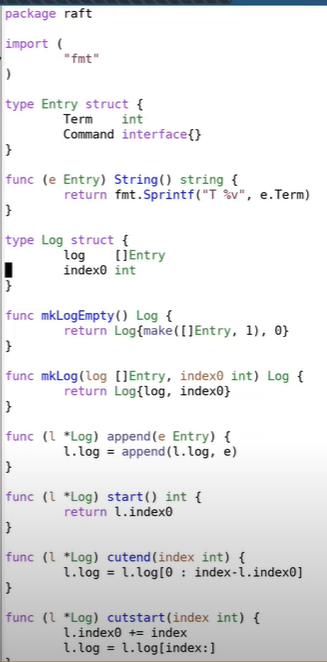 package raft

import (
        "fmt"
)

type Entry struct {
        Term    int
        Command interface{}
}

func (e Entry) String() string {
        return fmt.Sprintf("T %v", e.Term)
}

type Log struct {
        log    []Entry
        index0 int
}

func mkLogEmpty() Log {
        return Log{make([]Entry, 1), 0}
}

func mkLog(log []Entry, index0 int) Log {
        return Log{log, index0}
}

func (l *Log) append(e Entry) {
        l.log = append(l.log, e)
}

func (l *Log) start() int {
        return l.index0
}

func (l *Log) cutend(index int) {
        l.log = l.log[0 : index-l.index0]
}

func (l *Log) cutstart(index int) {
        l.index0 += index
        l.log = l.log[index:]